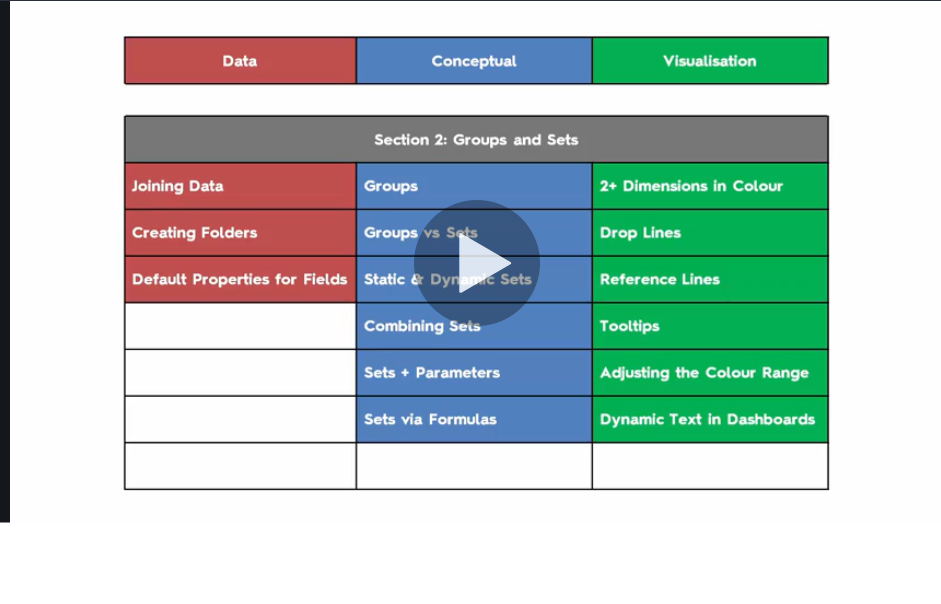 Data Conceptual Visualisation
Section 2: Groups and Sets
Joining Data Groups 2+ Dimensions in Colour
Creating Folders Groups vs Sets Drop Lines
Default Properties for Fields Static & Dynamic Sets Reference Lines
Combining Sets Tooltips
Sets + Parameters Adjusting the Colour Range
Sets via Formulas Dynamic Text in Dashboards